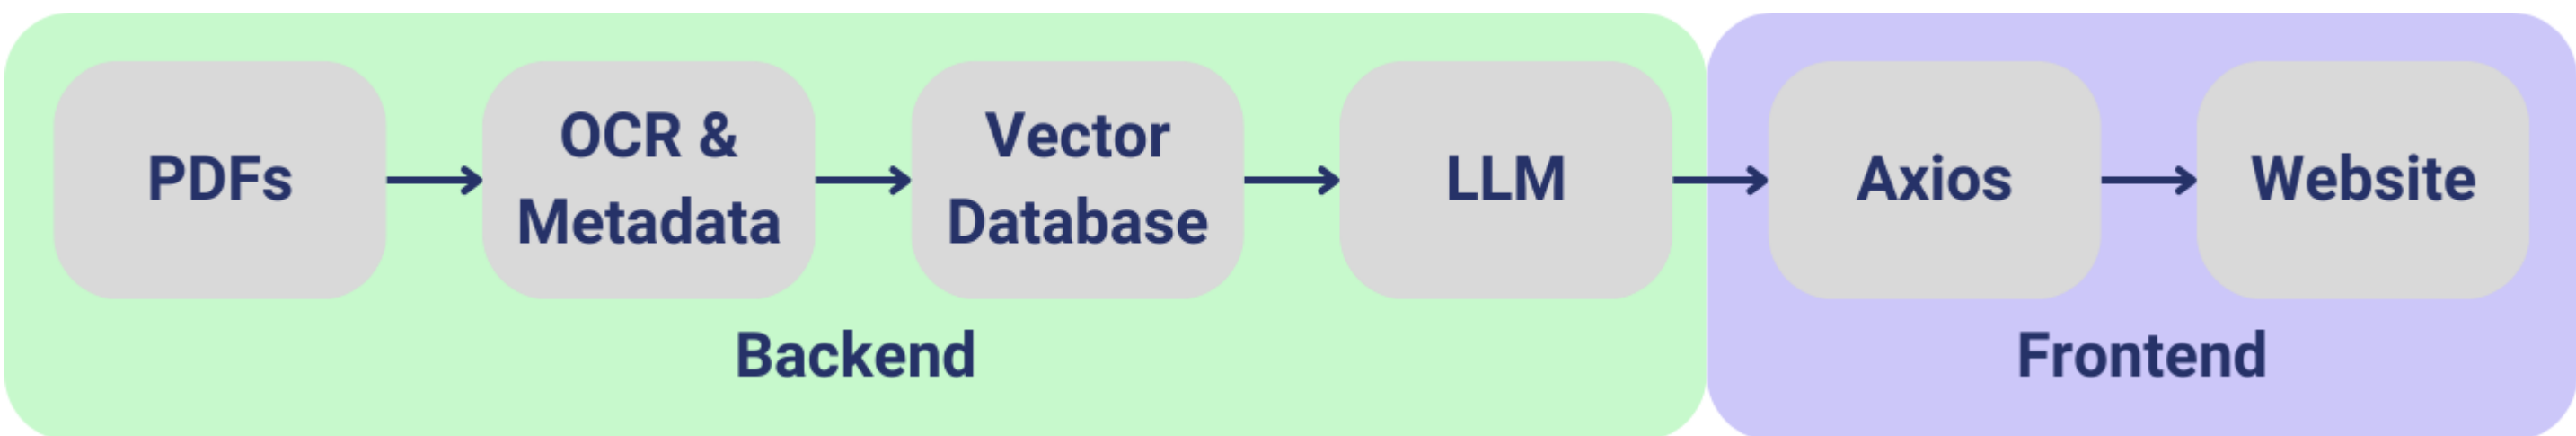 PDFs
OCR &
Metadata
Vector
Database
LLM
Axios
Website
Backend
Frontend